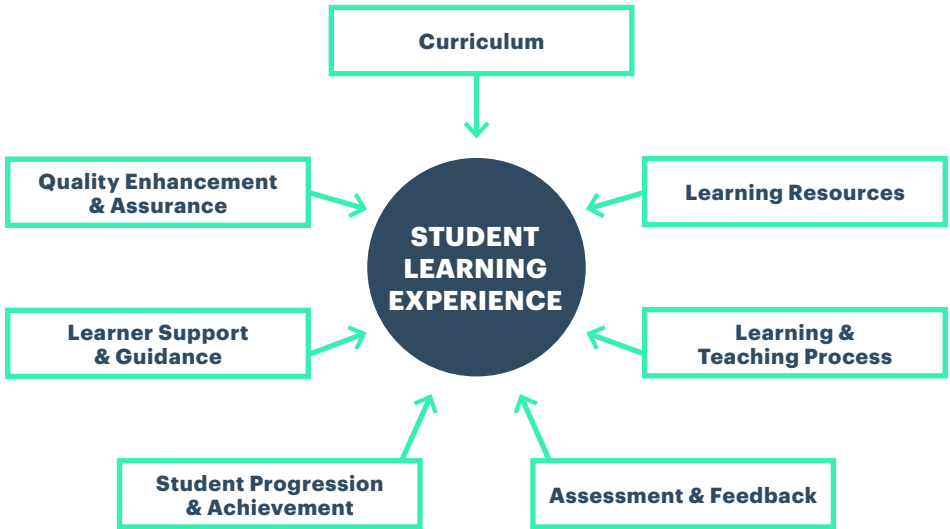 Curriculum
Quality Enhancement
& Assurance
Learning Resources
STUDENT
LEARNING
EXPERIENCE
Learner Support
& Guidance
Learning &
Teaching Process
Student Progression
& Achievement
Assessment & Feedback